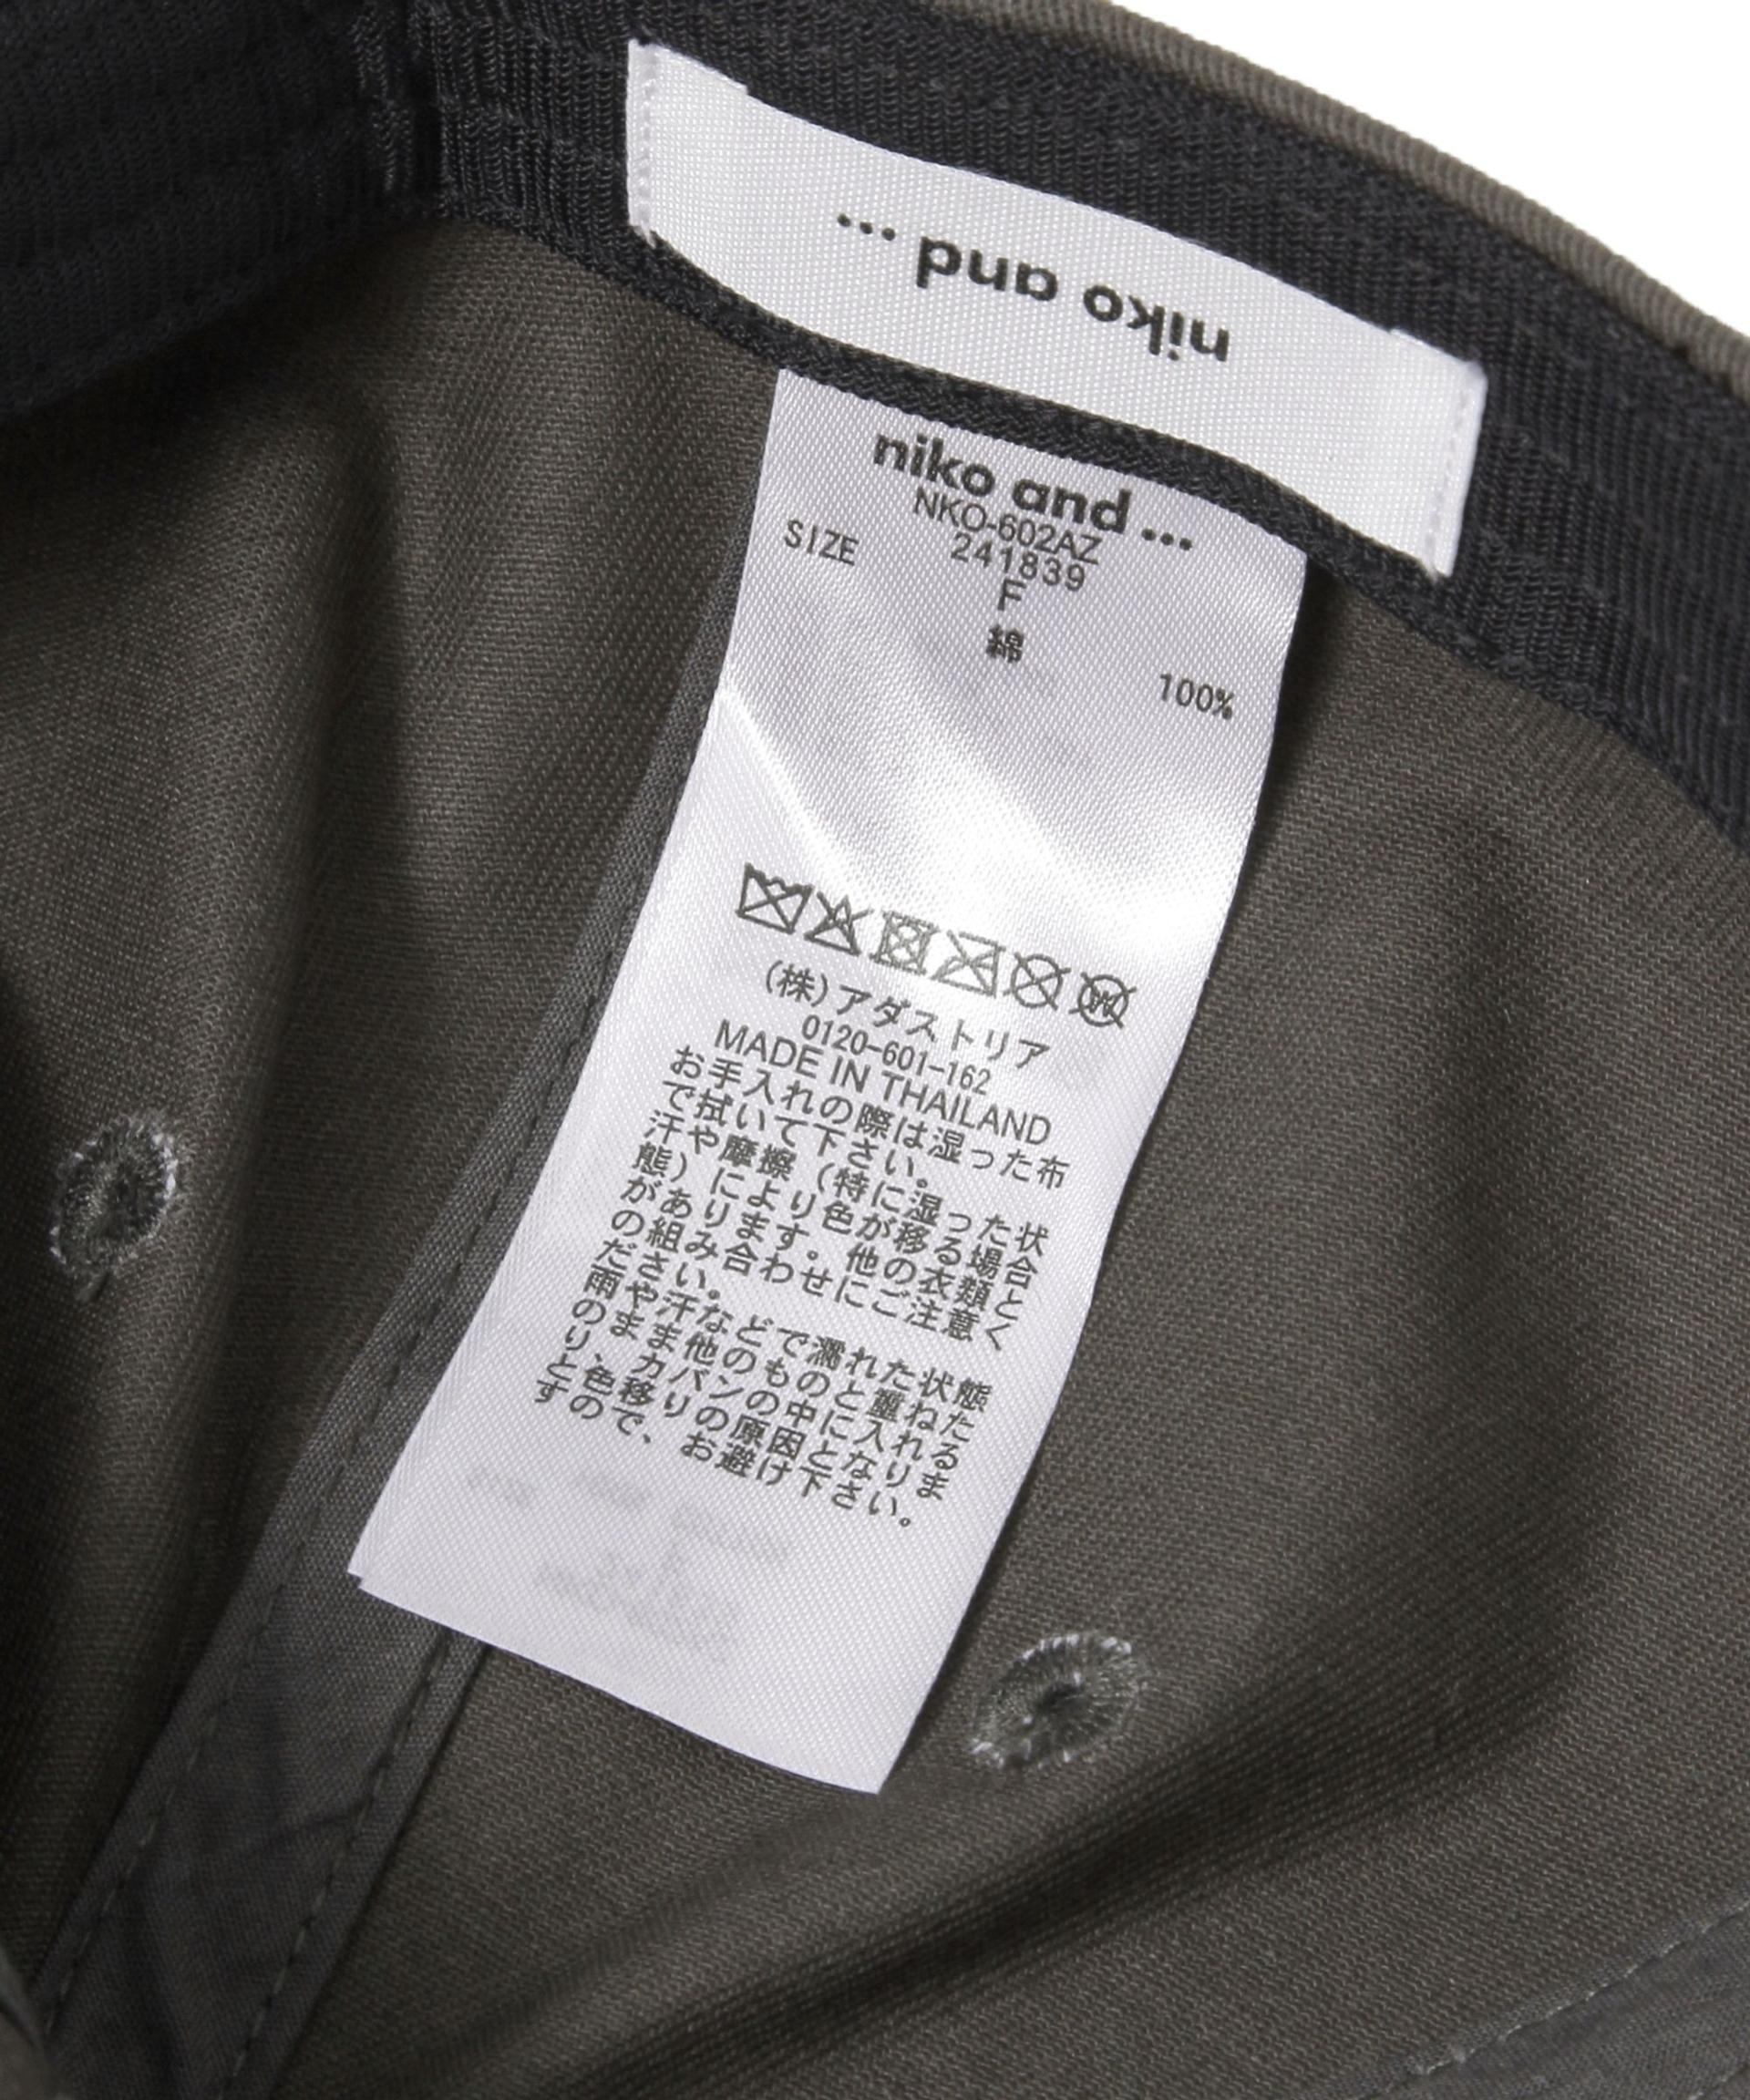 niko and ...
niko and ...
NKO-602AZ
241839
SIZE F
綿 100%
(株)アダストリア
0120-601-162
MADE IN THAILAND
お手入れの際は湿った布
で拭いて下さい。
汗や摩擦（特に湿った状
態）により色が移る場合
があります。他の衣類と
の組み合わせにご注意く
ださい。
雨や汗などで濡れた状態
のまま他のものと重ねた
り、カバンの中に入れる
と色移りの原因となりま
すので、お避け下さい。